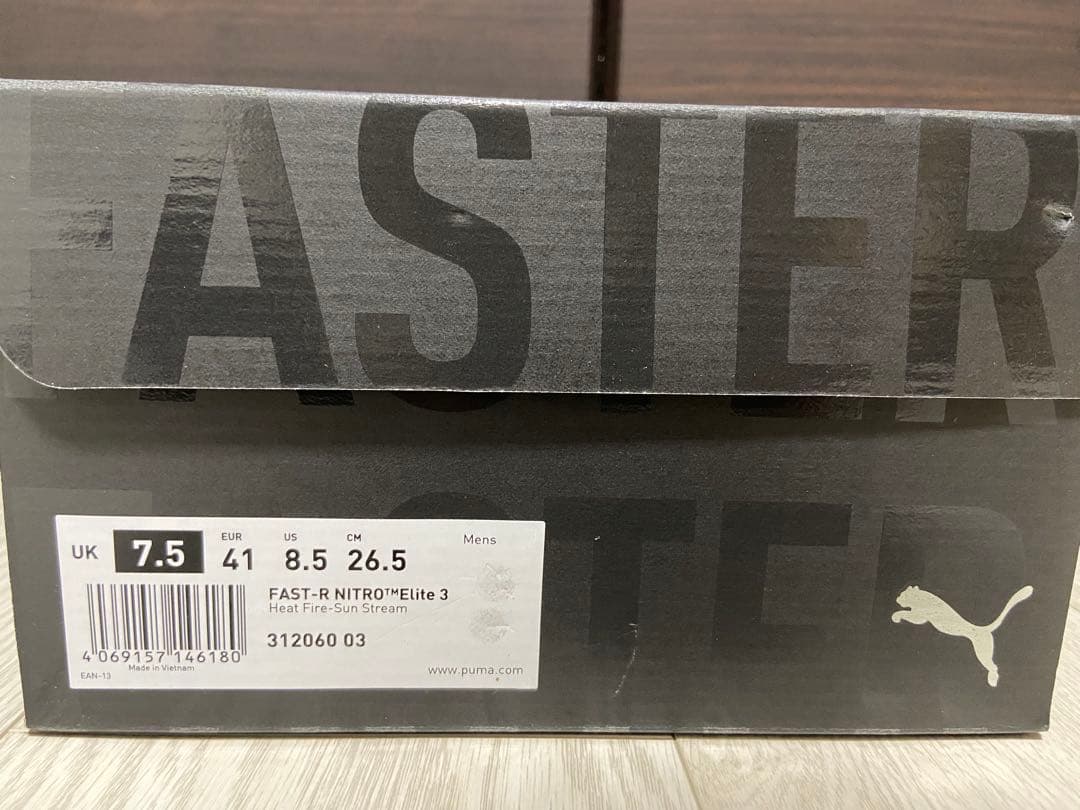 FASTER
FASTER
UK 7.5 EUR 41 US 8.5 CM 26.5 Mens
FAST-R NITRO™Elite 3
Heat Fire-Sun Stream
312060 03
4 069157 146180
Made in Vietnam
EAN-13
www.puma.com